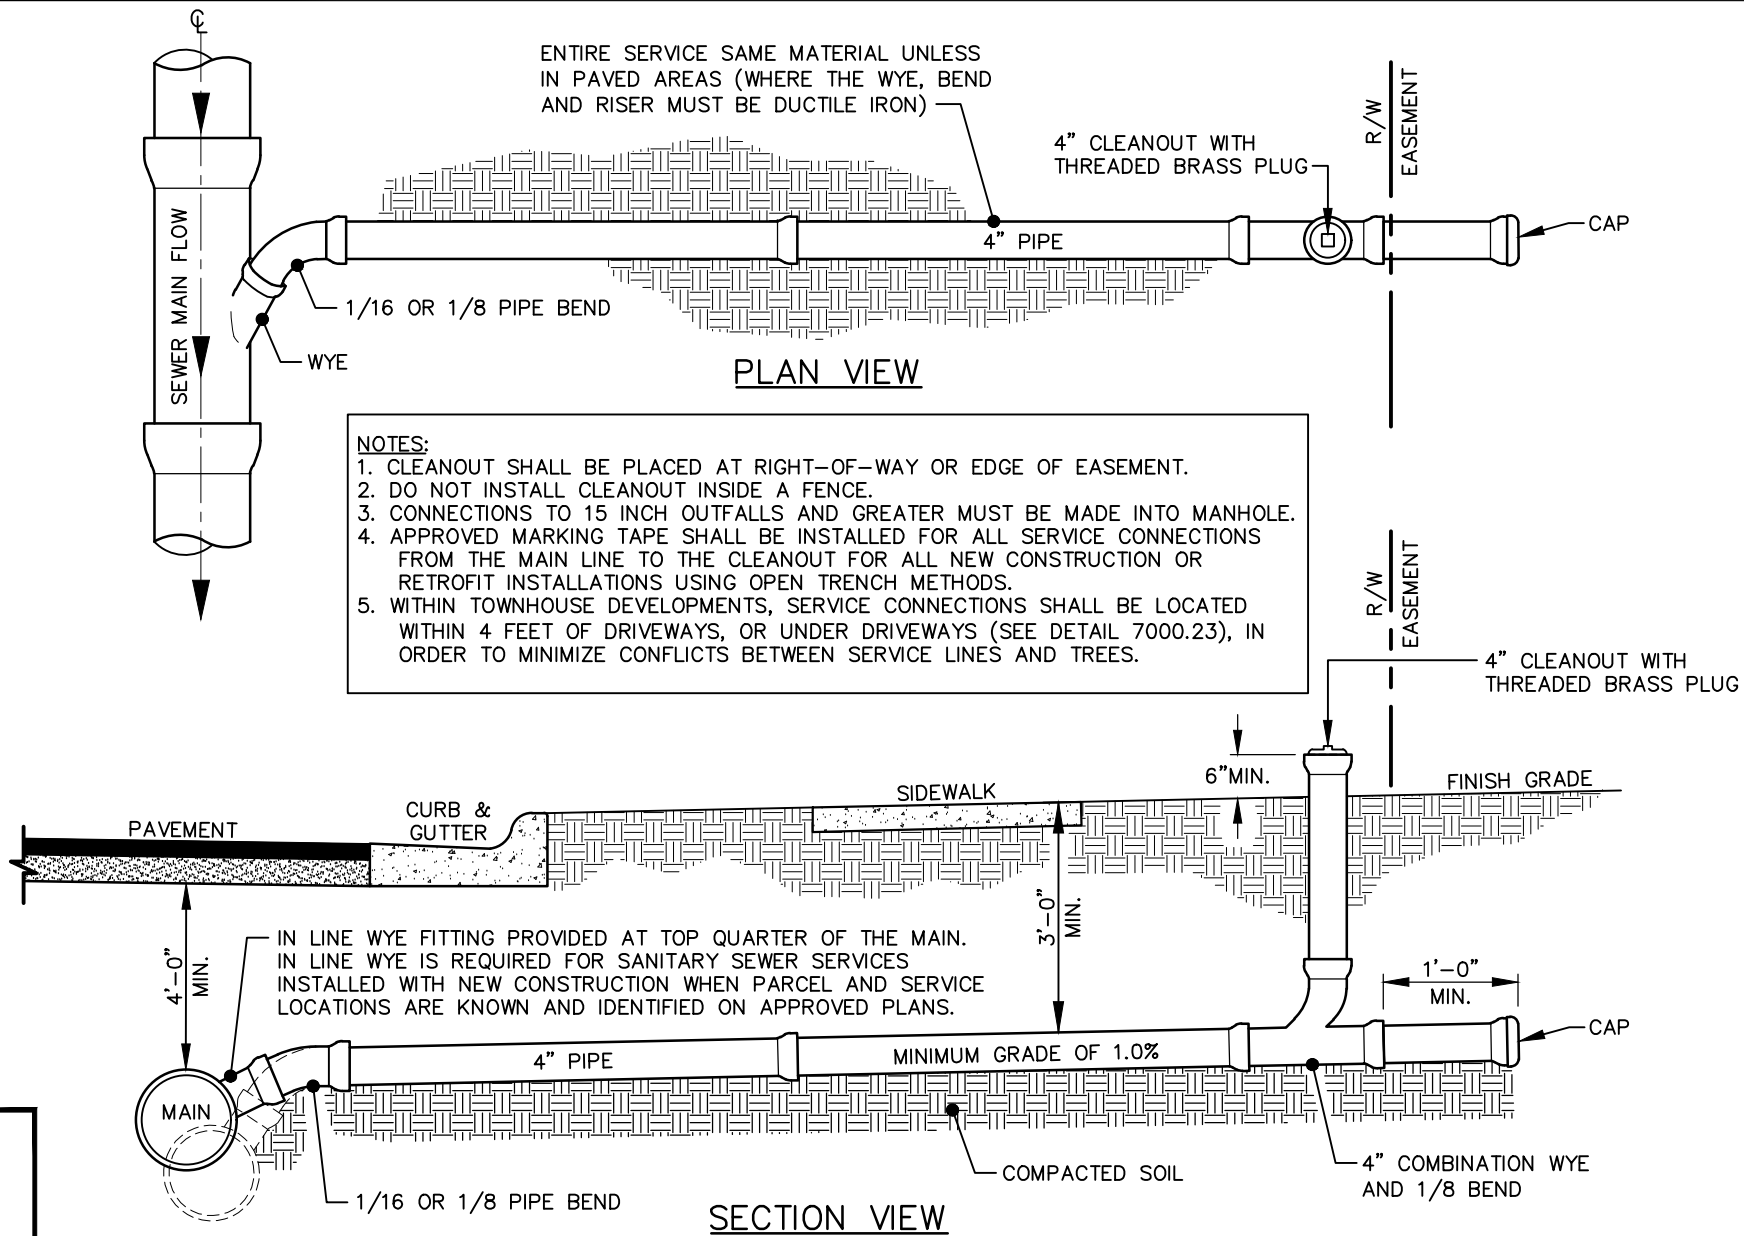 ℄
ENTIRE SERVICE SAME MATERIAL UNLESS
IN PAVED AREAS (WHERE THE WYE, BEND
AND RISER MUST BE DUCTILE IRON)
4" CLEANOUT WITH
THREADED BRASS PLUG
R/W
EASEMENT
SEWER MAIN FLOW
4" PIPE
CAP
1/16 OR 1/8 PIPE BEND
WYE
PLAN VIEW
NOTES:
1. CLEANOUT SHALL BE PLACED AT RIGHT-OF-WAY OR EDGE OF EASEMENT.
2. DO NOT INSTALL CLEANOUT INSIDE A FENCE.
3. CONNECTIONS TO 15 INCH OUTFALLS AND GREATER MUST BE MADE INTO MANHOLE.
4. APPROVED MARKING TAPE SHALL BE INSTALLED FOR ALL SERVICE CONNECTIONS
FROM THE MAIN LINE TO THE CLEANOUT FOR ALL NEW CONSTRUCTION OR
RETROFIT INSTALLATIONS USING OPEN TRENCH METHODS.
5. WITHIN TOWNHOUSE DEVELOPMENTS, SERVICE CONNECTIONS SHALL BE LOCATED
WITHIN 4 FEET OF DRIVEWAYS, OR UNDER DRIVEWAYS (SEE DETAIL 7000.23), IN
ORDER TO MINIMIZE CONFLICTS BETWEEN SERVICE LINES AND TREES.
R/W
EASEMENT
4" CLEANOUT WITH
THREADED BRASS PLUG
6"MIN.
FINISH GRADE
SIDEWALK
CURB &
GUTTER
PAVEMENT
4'-0"
MIN.
IN LINE WYE FITTING PROVIDED AT TOP QUARTER OF THE MAIN.
IN LINE WYE IS REQUIRED FOR SANITARY SEWER SERVICES
INSTALLED WITH NEW CONSTRUCTION WHEN PARCEL AND SERVICE
LOCATIONS ARE KNOWN AND IDENTIFIED ON APPROVED PLANS.
3'-0"
MIN.
1'-0"
MIN.
CAP
4" PIPE
MINIMUM GRADE OF 1.0%
MAIN
COMPACTED SOIL
4" COMBINATION WYE
AND 1/8 BEND
1/16 OR 1/8 PIPE BEND
SECTION VIEW